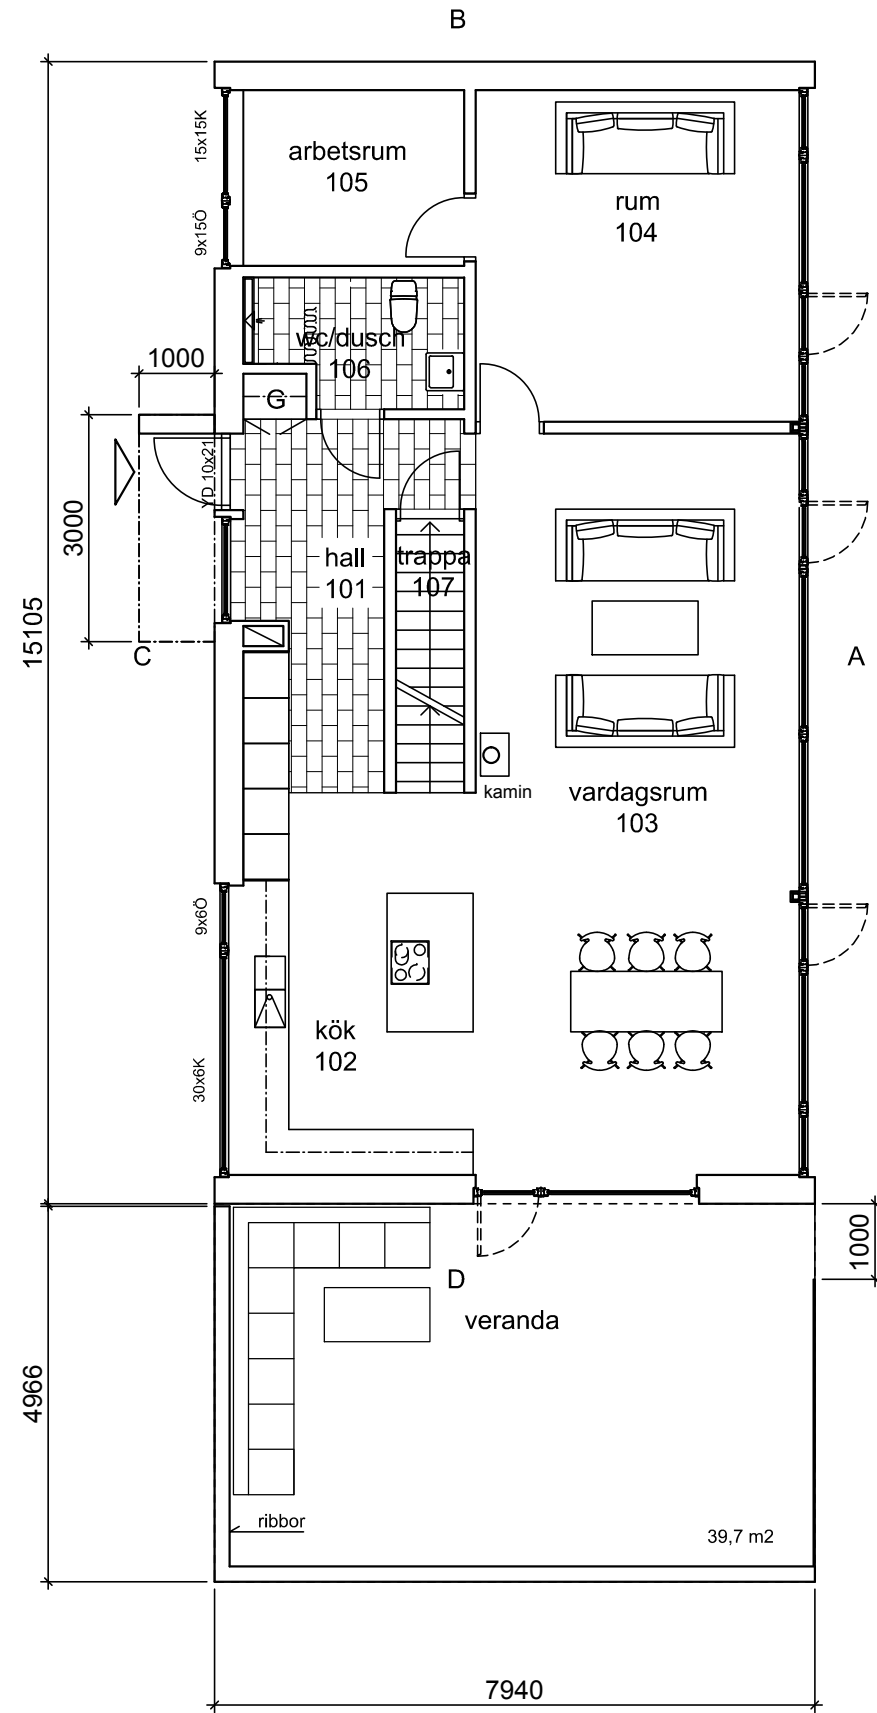 B
15x15K
arbetsrum
105
rum
104
9x15Ö
wc/dusch
106
1000
G
YD 10x21
3000
hall
101
trappa
107
15105
C
A
kamin
vardagsrum
103
9x6Ö
kök
102
30x6K
1000
D
veranda
4966
ribbor
39,7 m2
7940